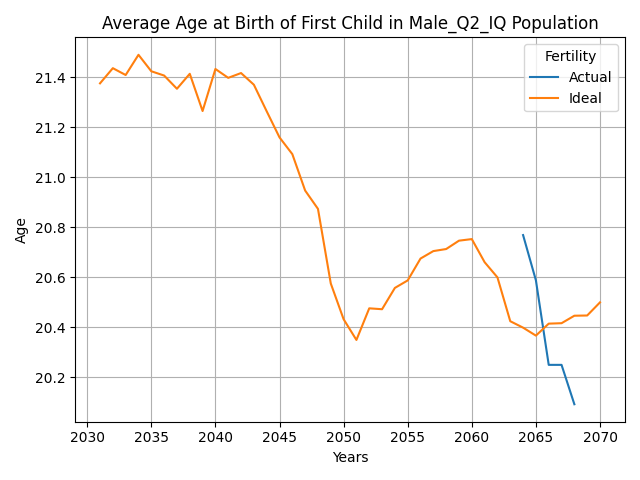 Average Age at Birth of First Child in Male_Q2_IQ Population
Fertility
Actual
Ideal
Age
21.4
21.2
21.0
20.8
20.6
20.4
20.2
2030 2035 2040 2045 2050 2055 2060 2065 2070
Years